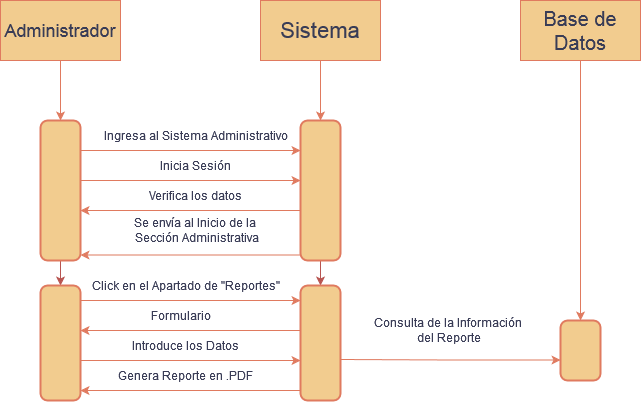 Administrador
Sistema
Base de
Datos
Ingresa al Sistema Administrativo
Inicia Sesión
Verifica los datos
Se envía al Inicio de la
Sección Administrativa
Click en el Apartado de "Reportes"
Formulario
Consulta de la Información
del Reporte
Introduce los Datos
Genera Reporte en .PDF